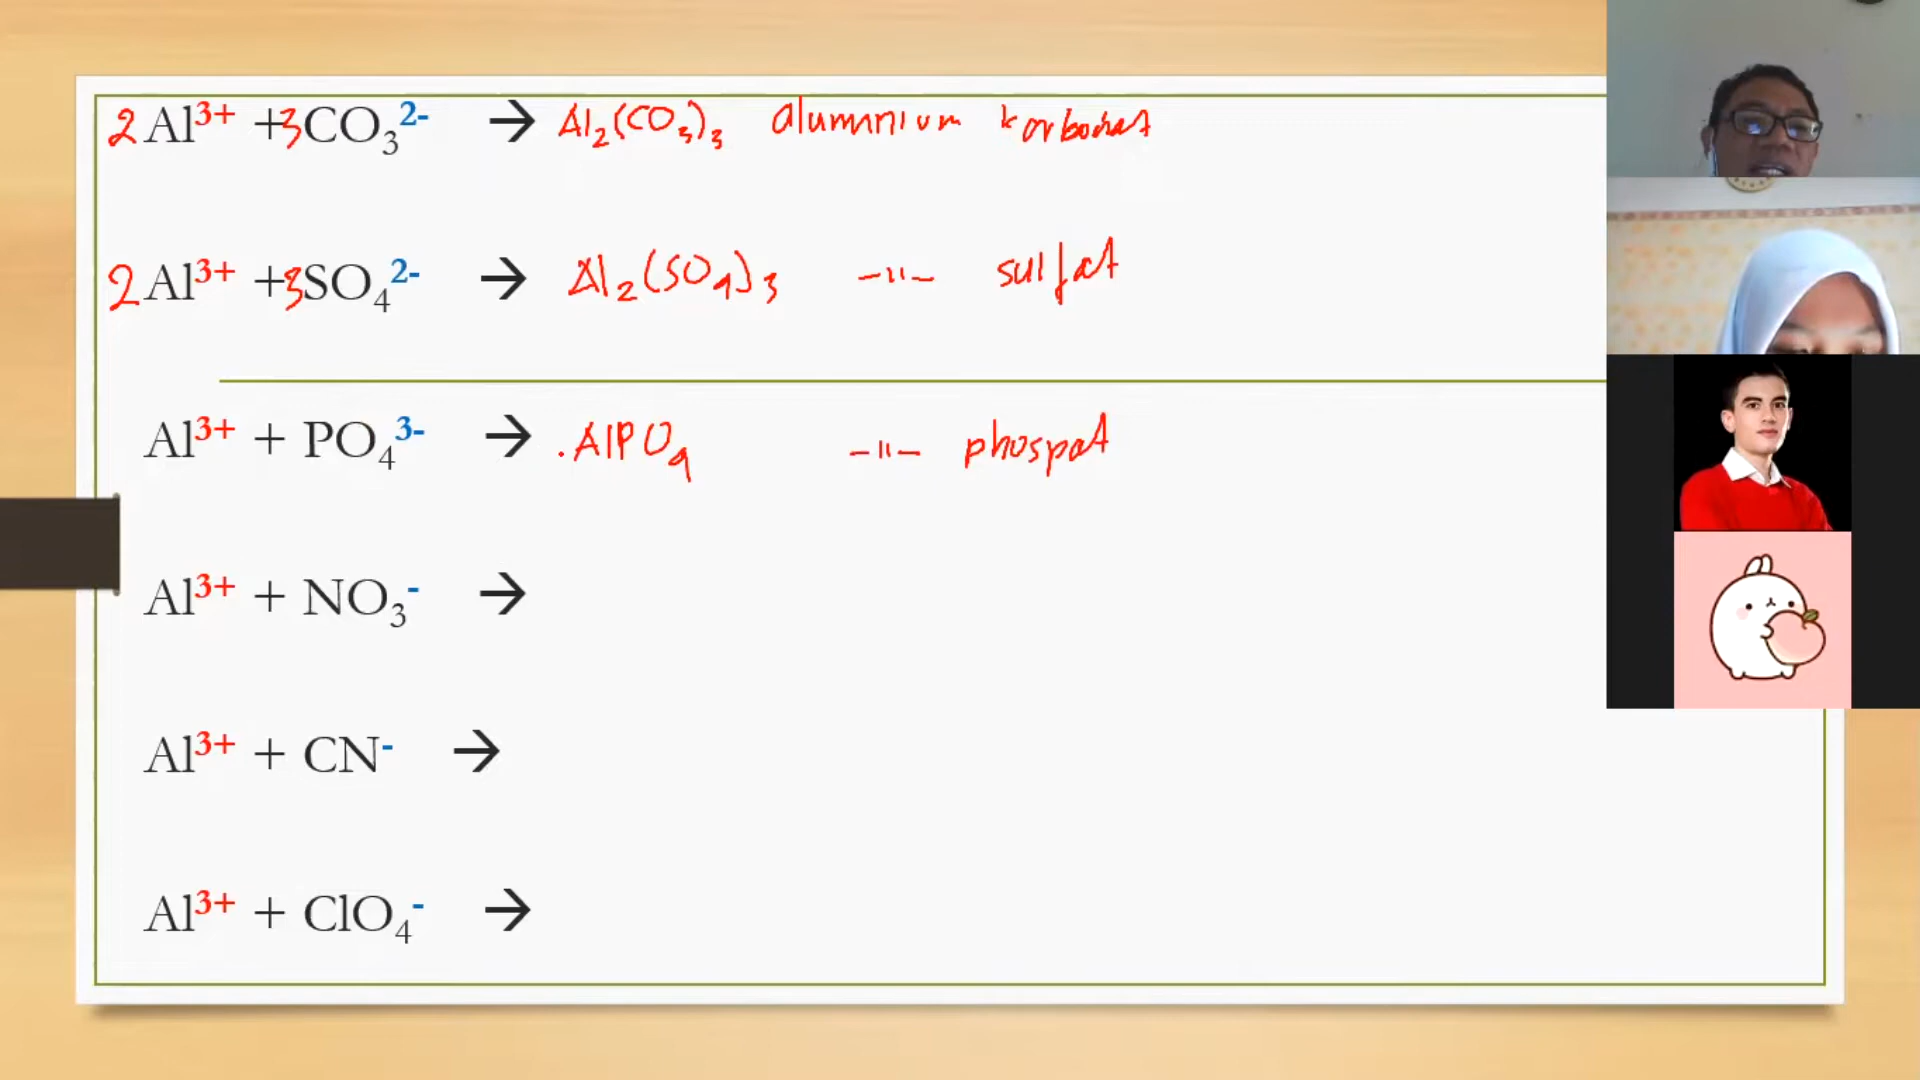 2Al³⁺ + 3CO₃²⁻ → Al₂(CO₃)₃ aluminium karbonat
2Al³⁺ + 3SO₄²⁻ → Al₂(SO₄)₃ –"– sulfat
Al³⁺ + PO₄³⁻ → AlPO₄ –"– phospat
Al³⁺ + NO₃⁻ →
Al³⁺ + CN⁻ →
Al³⁺ + ClO₄⁻ →